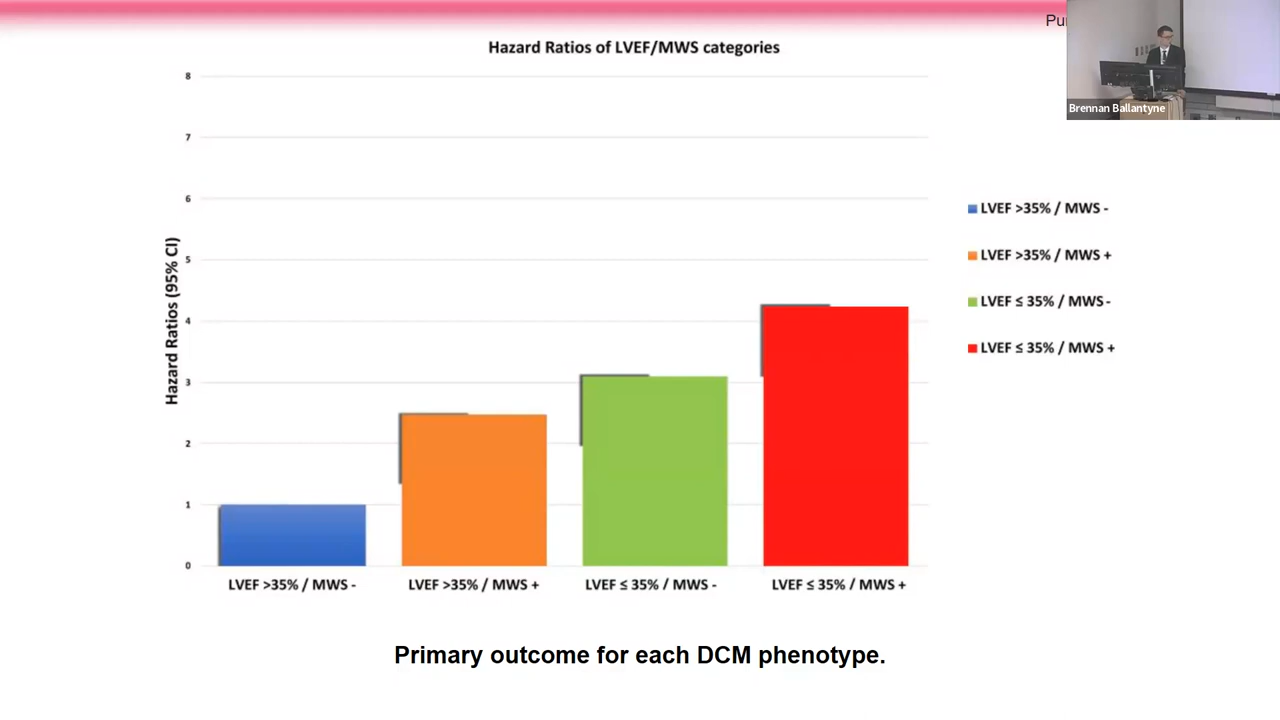 Pu
Brennan Ballantyne
Hazard Ratios of LVEF/MWS categories
Hazard Ratios (95% CI)
8
7
6
5
4
3
2
1
0
LVEF >35% / MWS -
LVEF >35% / MWS +
LVEF ≤ 35% / MWS -
LVEF ≤ 35% / MWS +
LVEF >35% / MWS -
LVEF >35% / MWS +
LVEF ≤ 35% / MWS -
LVEF ≤ 35% / MWS +
Primary outcome for each DCM phenotype.